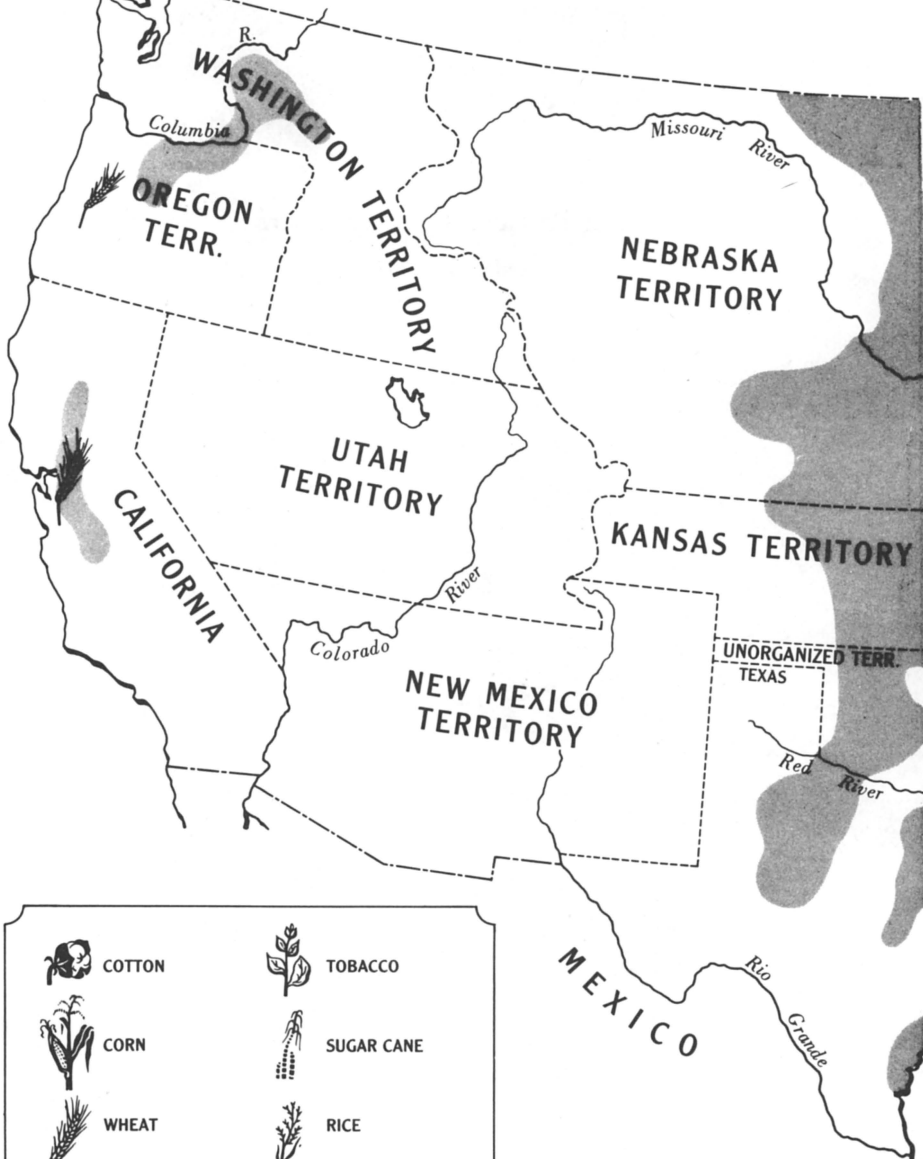 R.
WASHINGTON TERRITORY
Columbia
Missouri River
OREGON
TERR.
NEBRASKA
TERRITORY
UTAH
TERRITORY
CALIFORNIA
KANSAS TERRITORY
River
Colorado
UNORGANIZED TERR.
TEXAS
NEW MEXICO
TERRITORY
Red River
MEXICO
Rio Grande
COTTON
TOBACCO
CORN
SUGAR CANE
WHEAT
RICE